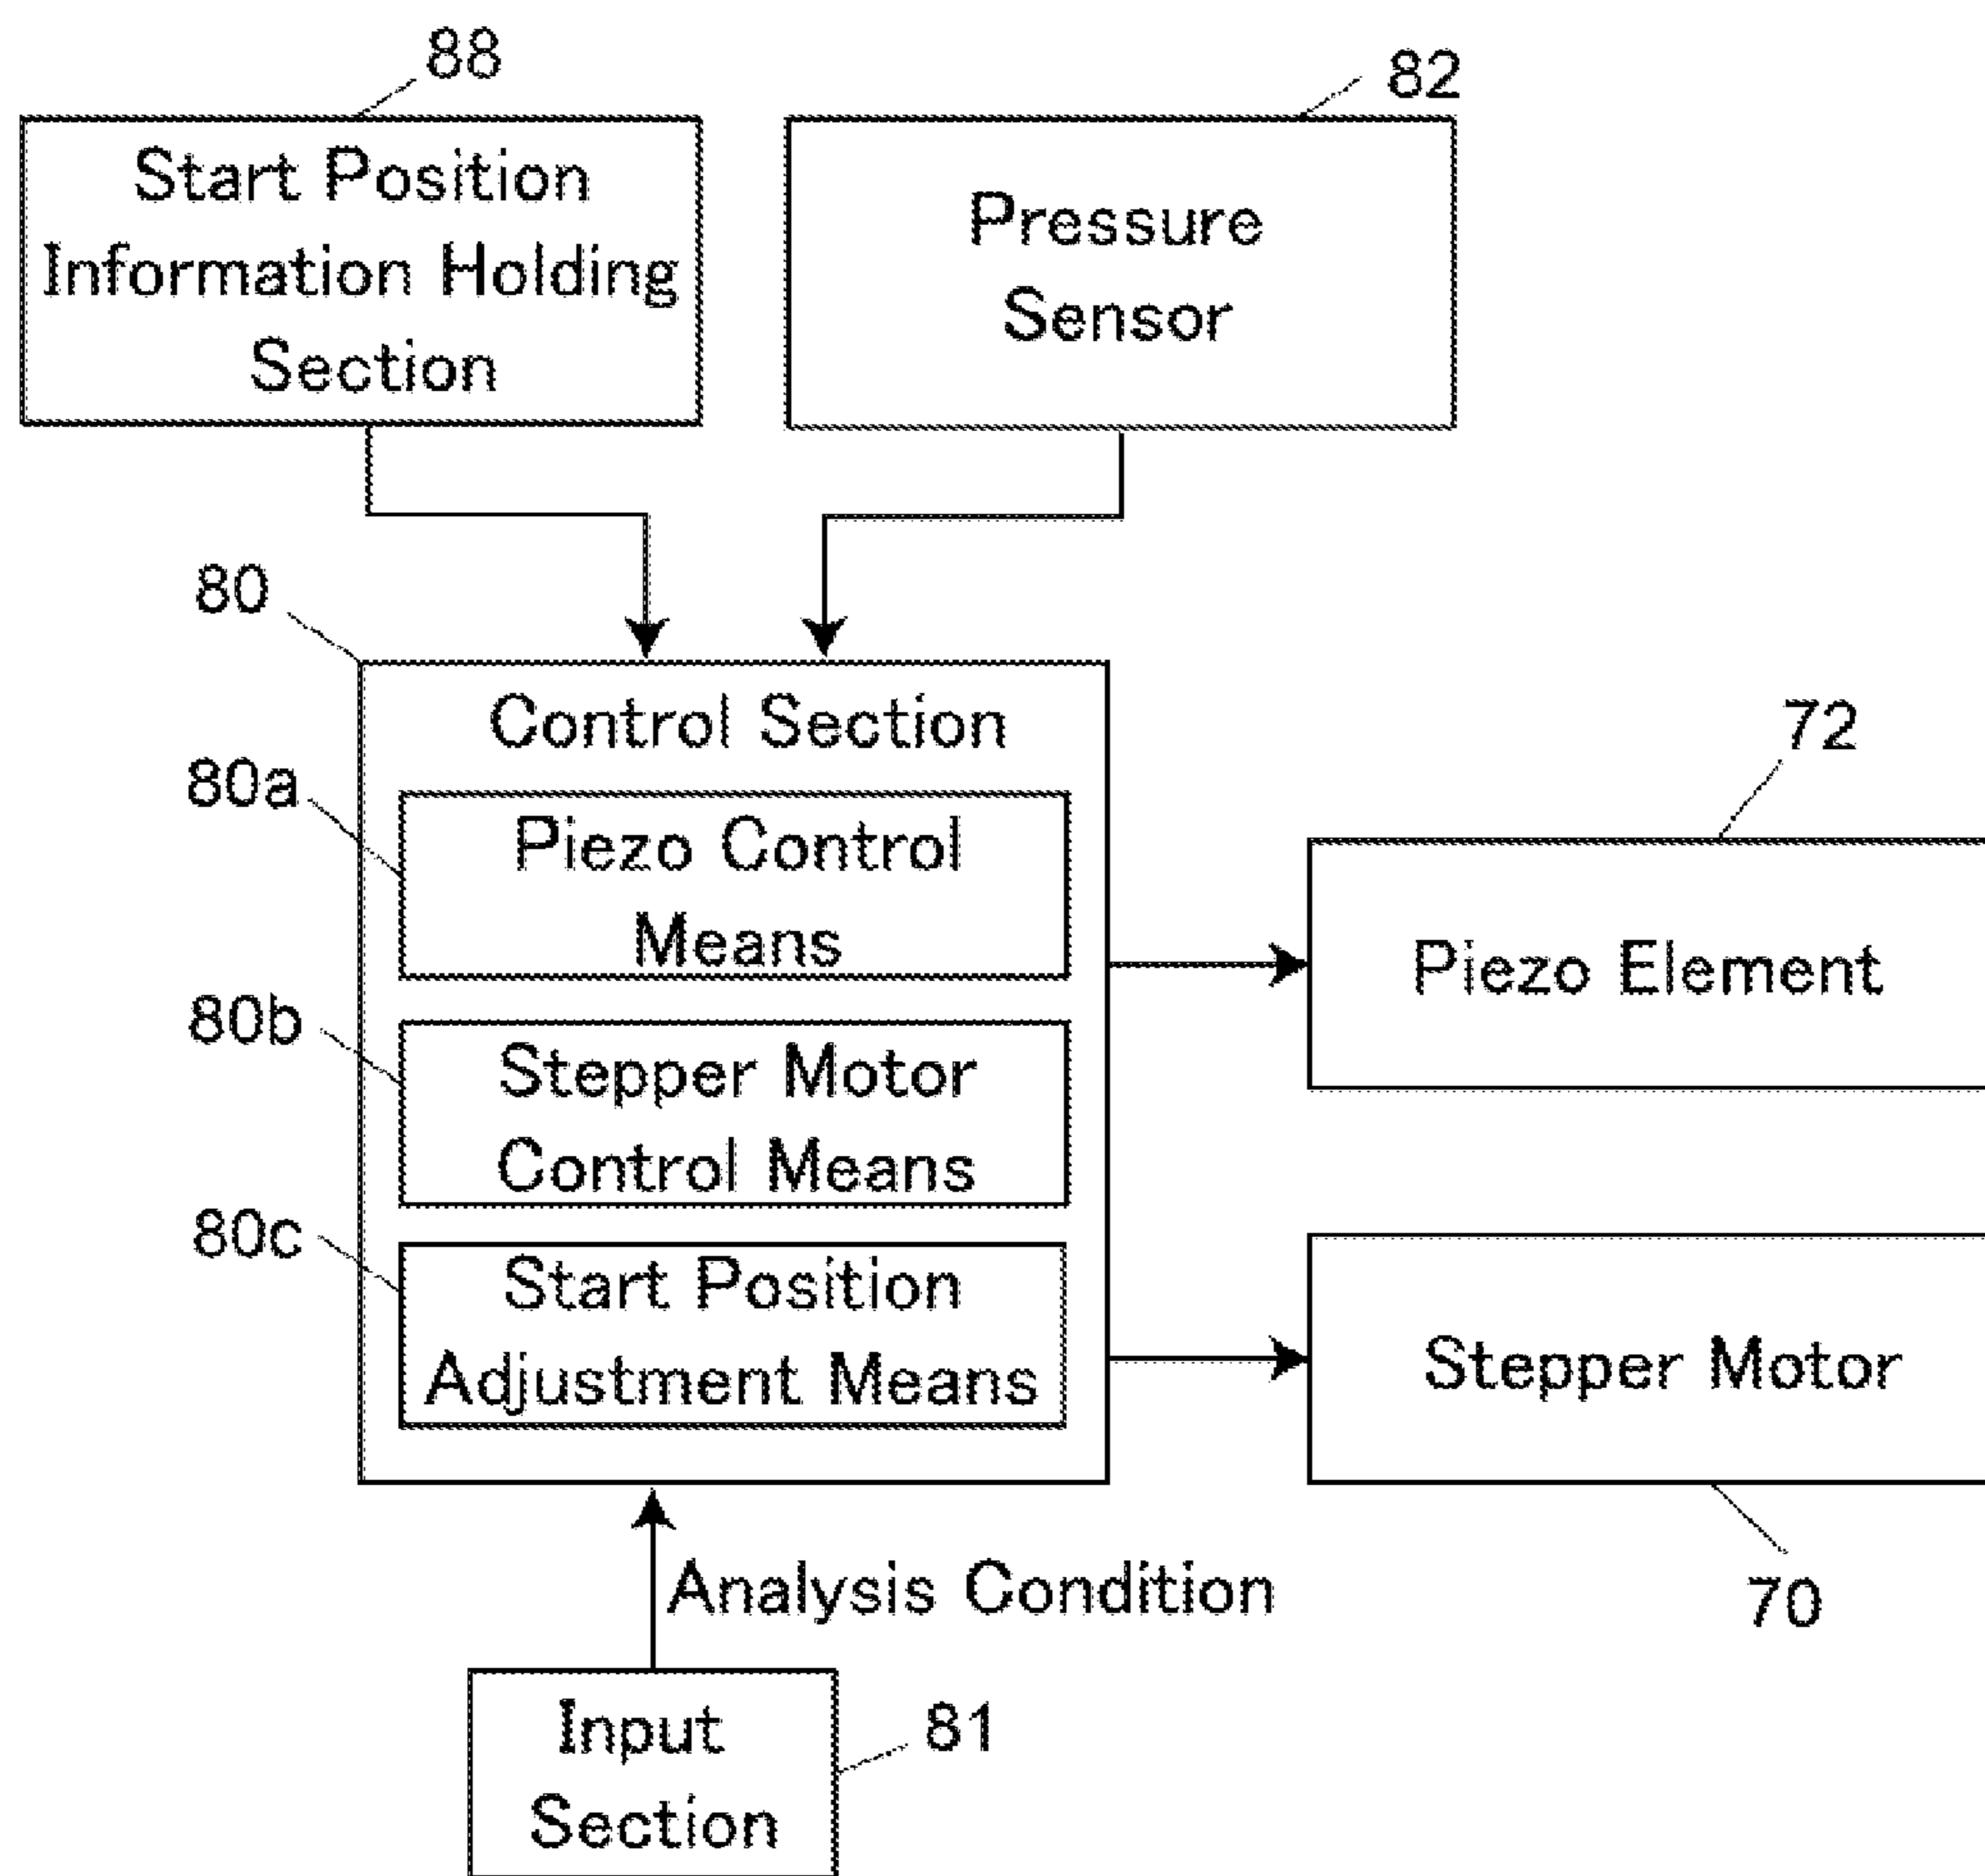 88
82
Start Position
Information Holding
Section
Pressure
Sensor
80
Control Section
72
80a
Piezo Control
Means
Piezo Element
80b
Stepper Motor
Control Means
80c
Start Position
Adjustment Means
Stepper Motor
Analysis Condition
70
Input
Section
81